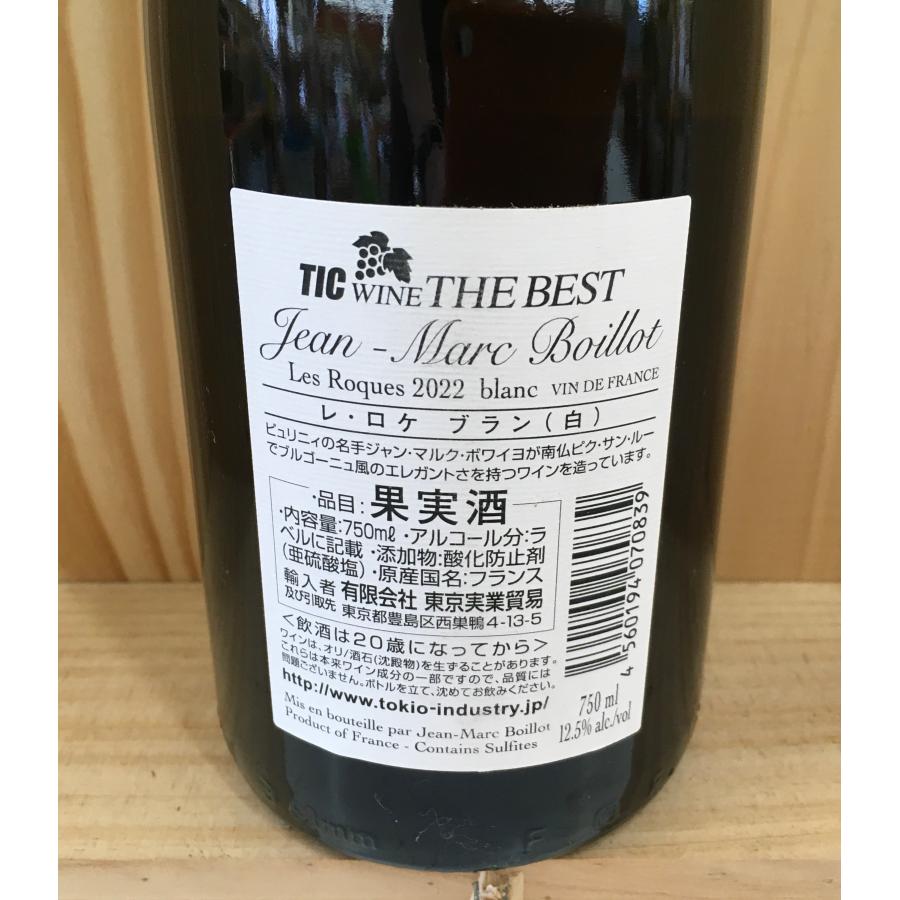 TIC WINE THE BEST
Jean-Marc Boillot
Les Roques 2022 blanc VIN DE FRANCE
レ・ロケ ブラン(白)
ピュリニィの名手ジャン・マルク・ボワイヨが南仏ピク・サン・ルー
でブルゴーニュ風のエレガントさを持つワインを造っています。
・品目:果実酒
・内容量:750mℓ ・アルコール分:ラ
ベルに記載 ・添加物:酸化防止剤
(亜硫酸塩) ・原産国名:フランス
輸入者 有限会社 東京実業貿易
及び引取先 東京都豊島区西巣鴨4-13-5
<飲酒は20歳になってから>
ワインは、オリ/酒石(沈殿物)を生ずることがあります。
これらは本来ワイン成分の一部ですので、品質には
問題ございません。ボトルを立て、沈めてお飲みください。
http://www.tokio-industry.jp/
Mis en bouteille par Jean-Marc Boillot
Product of France - Contains Sulfites
4 560194 070839
750 ml
12.5% alc./vol